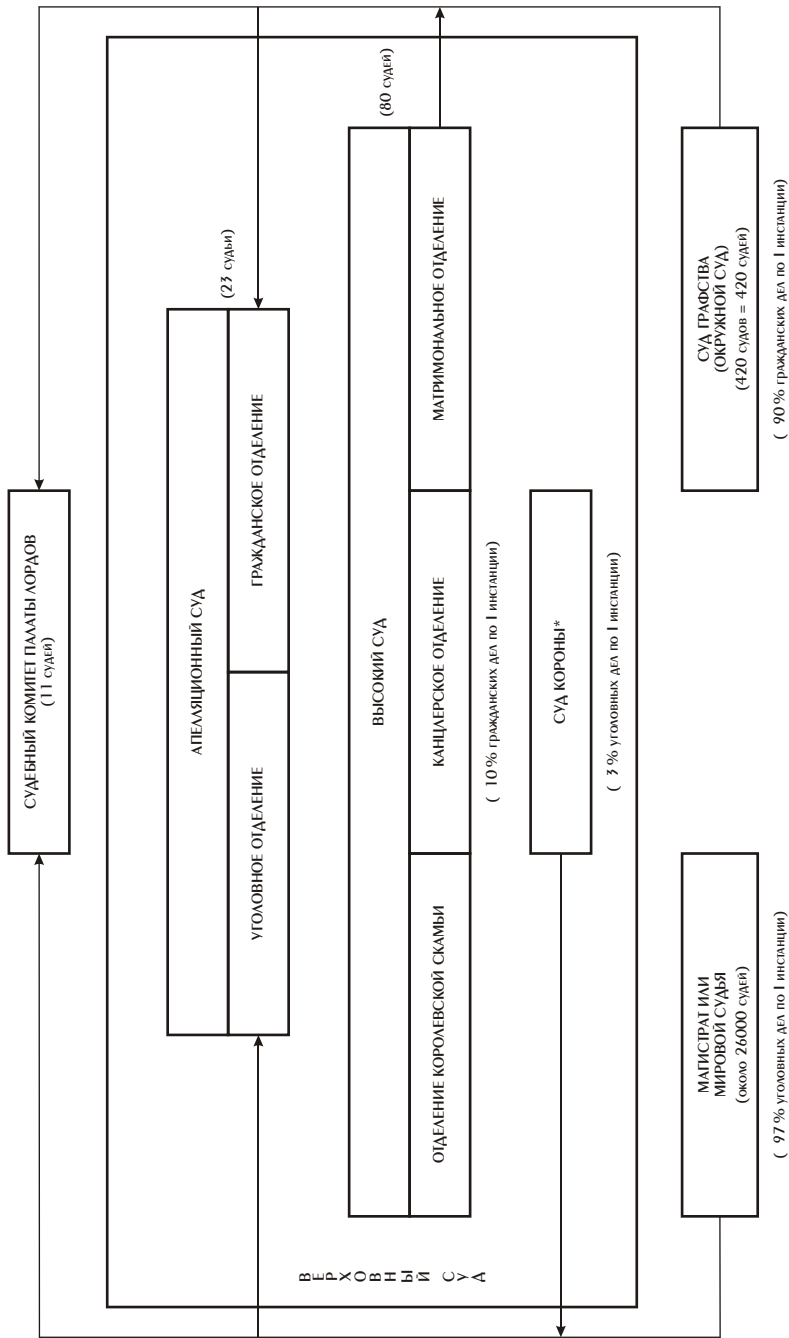 СУДЕБНЫЙ КОМИТЕТ ПАЛАТЫ ЛОРДОВ
(11 судей)
АПЕЛЛЯЦИОННЫЙ СУД
(23 судьи)
УГОЛОВНОЕ ОТДЕЛЕНИЕ
ГРАЖДАНСКОЕ ОТДЕЛЕНИЕ
ВЫСОКИЙ СУД
(80 судей)
ОТДЕЛЕНИЕ КОРОЛЕВСКОЙ СКАМЬИ
КАНЦЛЕРСКОЕ ОТДЕЛЕНИЕ
МАТРИМОНАЛЬНОЕ ОТДЕЛЕНИЕ
( 10 % гражданских дел по I инстанции)
СУД КОРОНЫ*
( 3 % уголовных дел по I инстанции)
ВЕРХОВНЫЙ СУД
МАГИСТРАТ ИЛИ
МИРОВОЙ СУДЬЯ
(около 26000 судей)
( 97 % уголовных дел по I инстанции)
СУД ГРАФСТВА
(ОКРУЖНОЙ СУД)
(420 судов = 420 судей)
( 90 % гражданских дел по I инстанции)